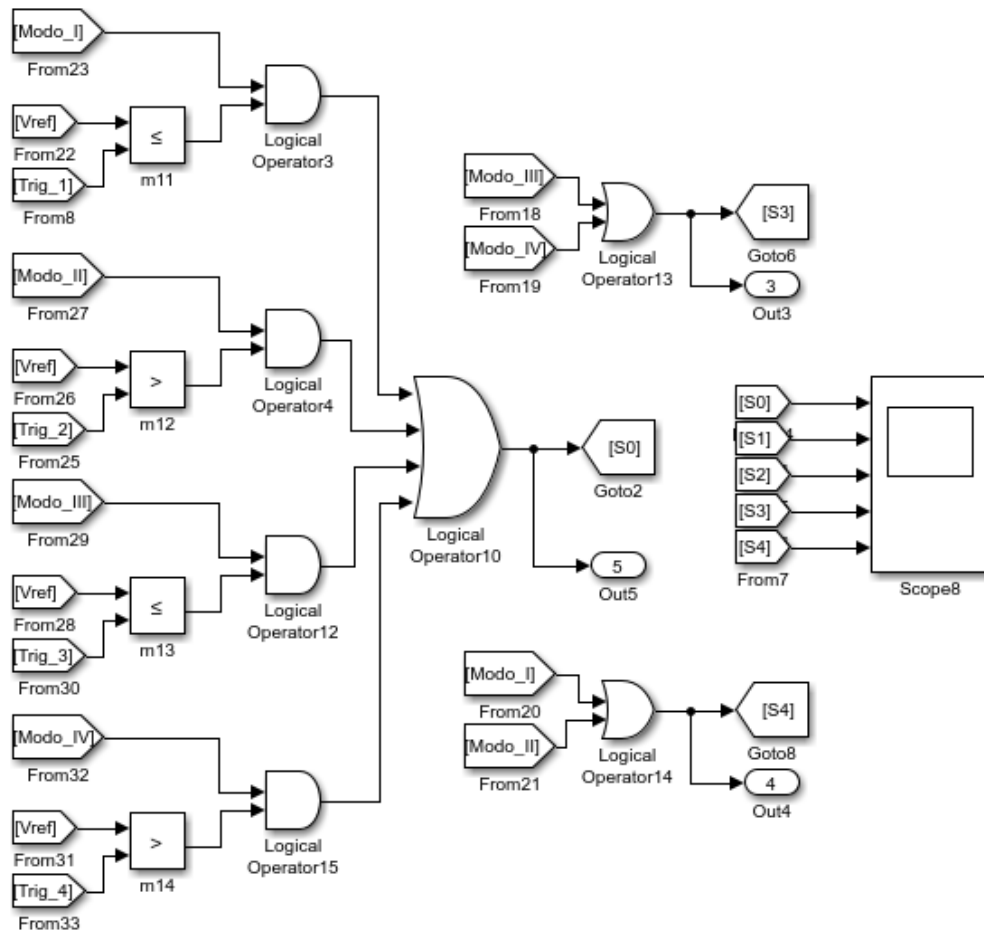 [Modo_I]
From23
[Vref]
From22
[Trig_1]
From8
≤
m11
Logical
Operator3
[Modo_II]
From27
[Vref]
From26
[Trig_2]
From25
>
m12
Logical
Operator4
[Modo_III]
From29
[Vref]
From28
[Trig_3]
From30
≤
m13
Logical
Operator12
[Modo_IV]
From32
[Vref]
From31
[Trig_4]
From33
>
m14
Logical
Operator15
Logical
Operator10
[S0]
Goto2
5
Out5
[Modo_III]
From18
[Modo_IV]
From19
Logical
Operator13
[S3]
Goto6
3
Out3
[Modo_I]
From20
[Modo_II]
From21
Logical
Operator14
[S4]
Goto8
4
Out4
[S0]
[S1]
[S2]
[S3]
[S4]
From7
Scope8